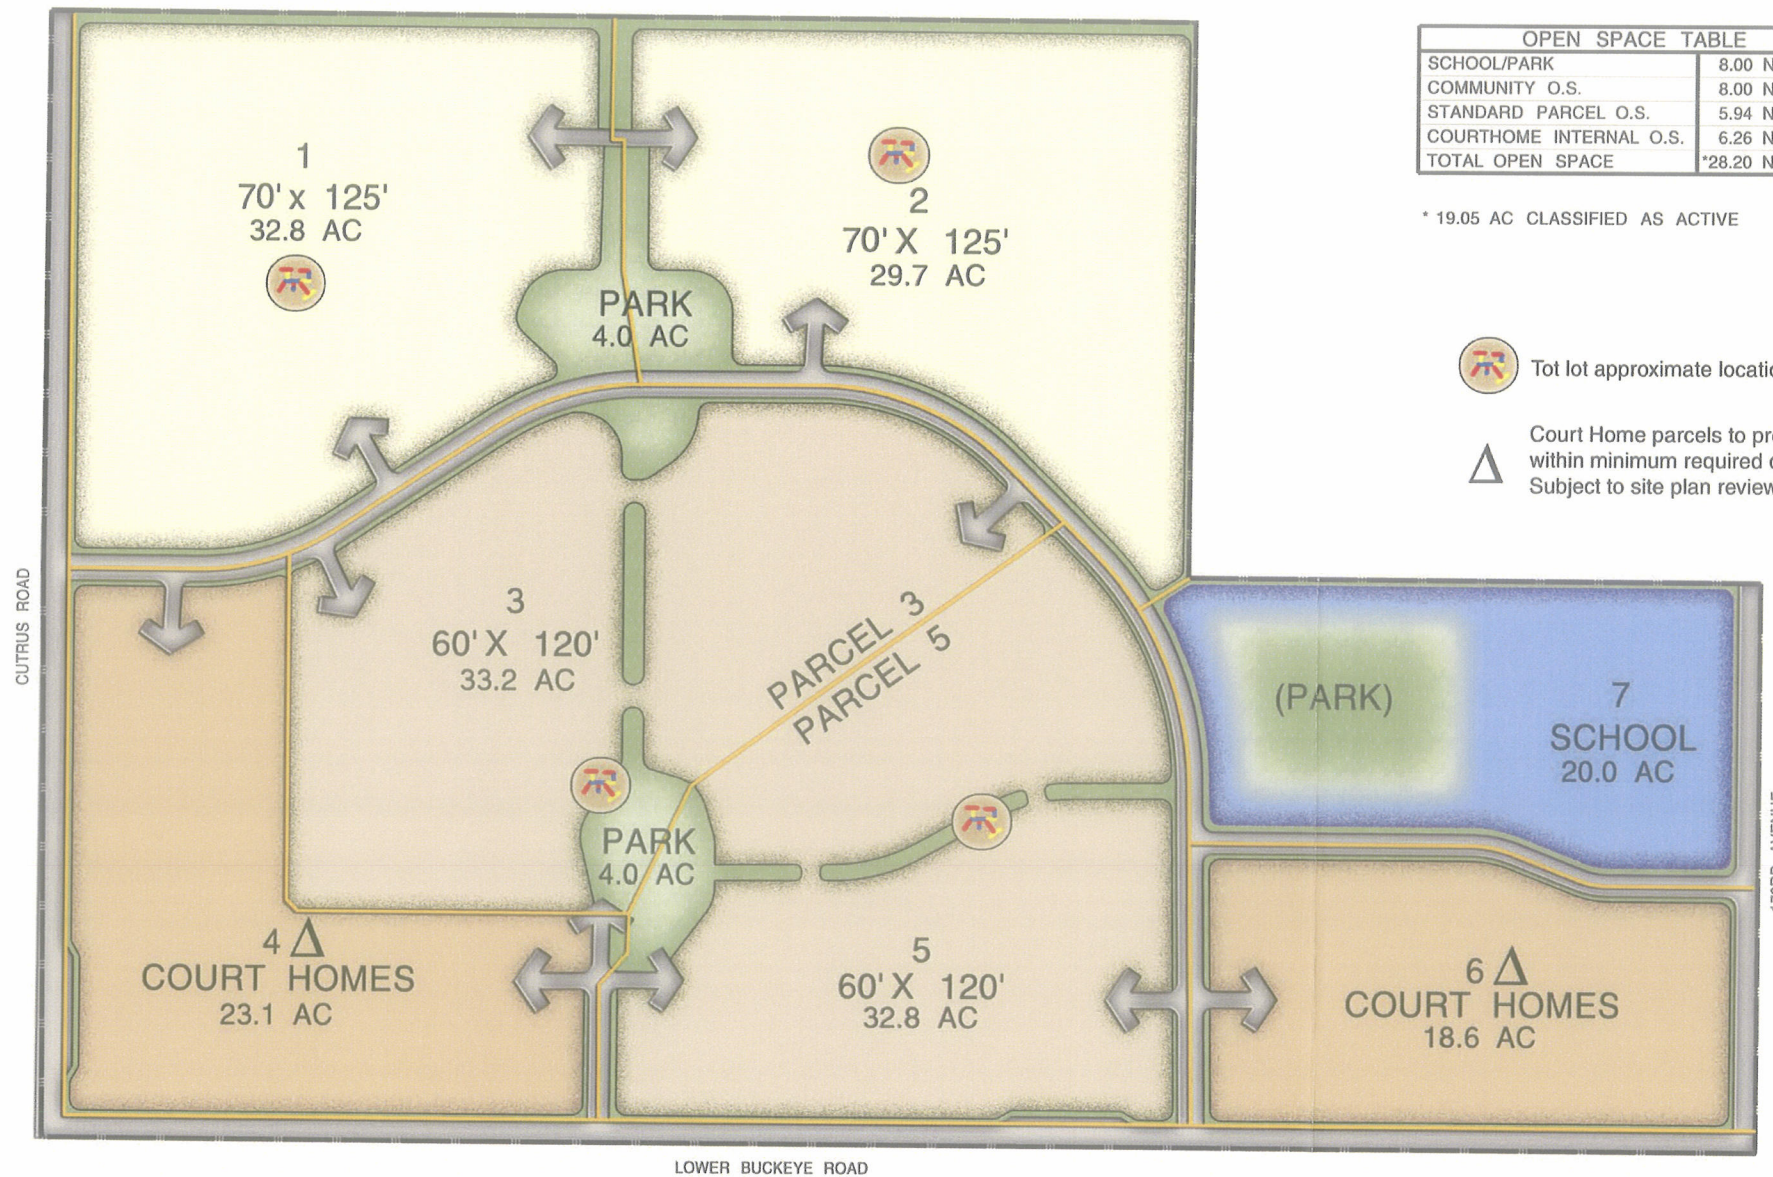 OPEN SPACE TABLE
SCHOOL/PARK 8.00 N
COMMUNITY O.S. 8.00 N
STANDARD PARCEL O.S. 5.94 N
COURTHOME INTERNAL O.S. 6.26 N
TOTAL OPEN SPACE *28.20 N
* 19.05 AC CLASSIFIED AS ACTIVE
Tot lot approximate
Δ Court Home parcels to
within minimum required
Subject to site plan review
1
70' x 125'
32.8 AC
2
70' X 125'
29.7 AC
PARK
4.0 AC
3
60' X 120'
33.2 AC
PARCEL 3
PARCEL 5
(PARK)
7
SCHOOL
20.0 AC
PARK
4.0 AC
4 Δ
COURT HOMES
23.1 AC
5
60' X 120'
32.8 AC
6 Δ
COURT HOMES
18.6 AC
CUTRUS ROAD
LOWER BUCKEYE ROAD